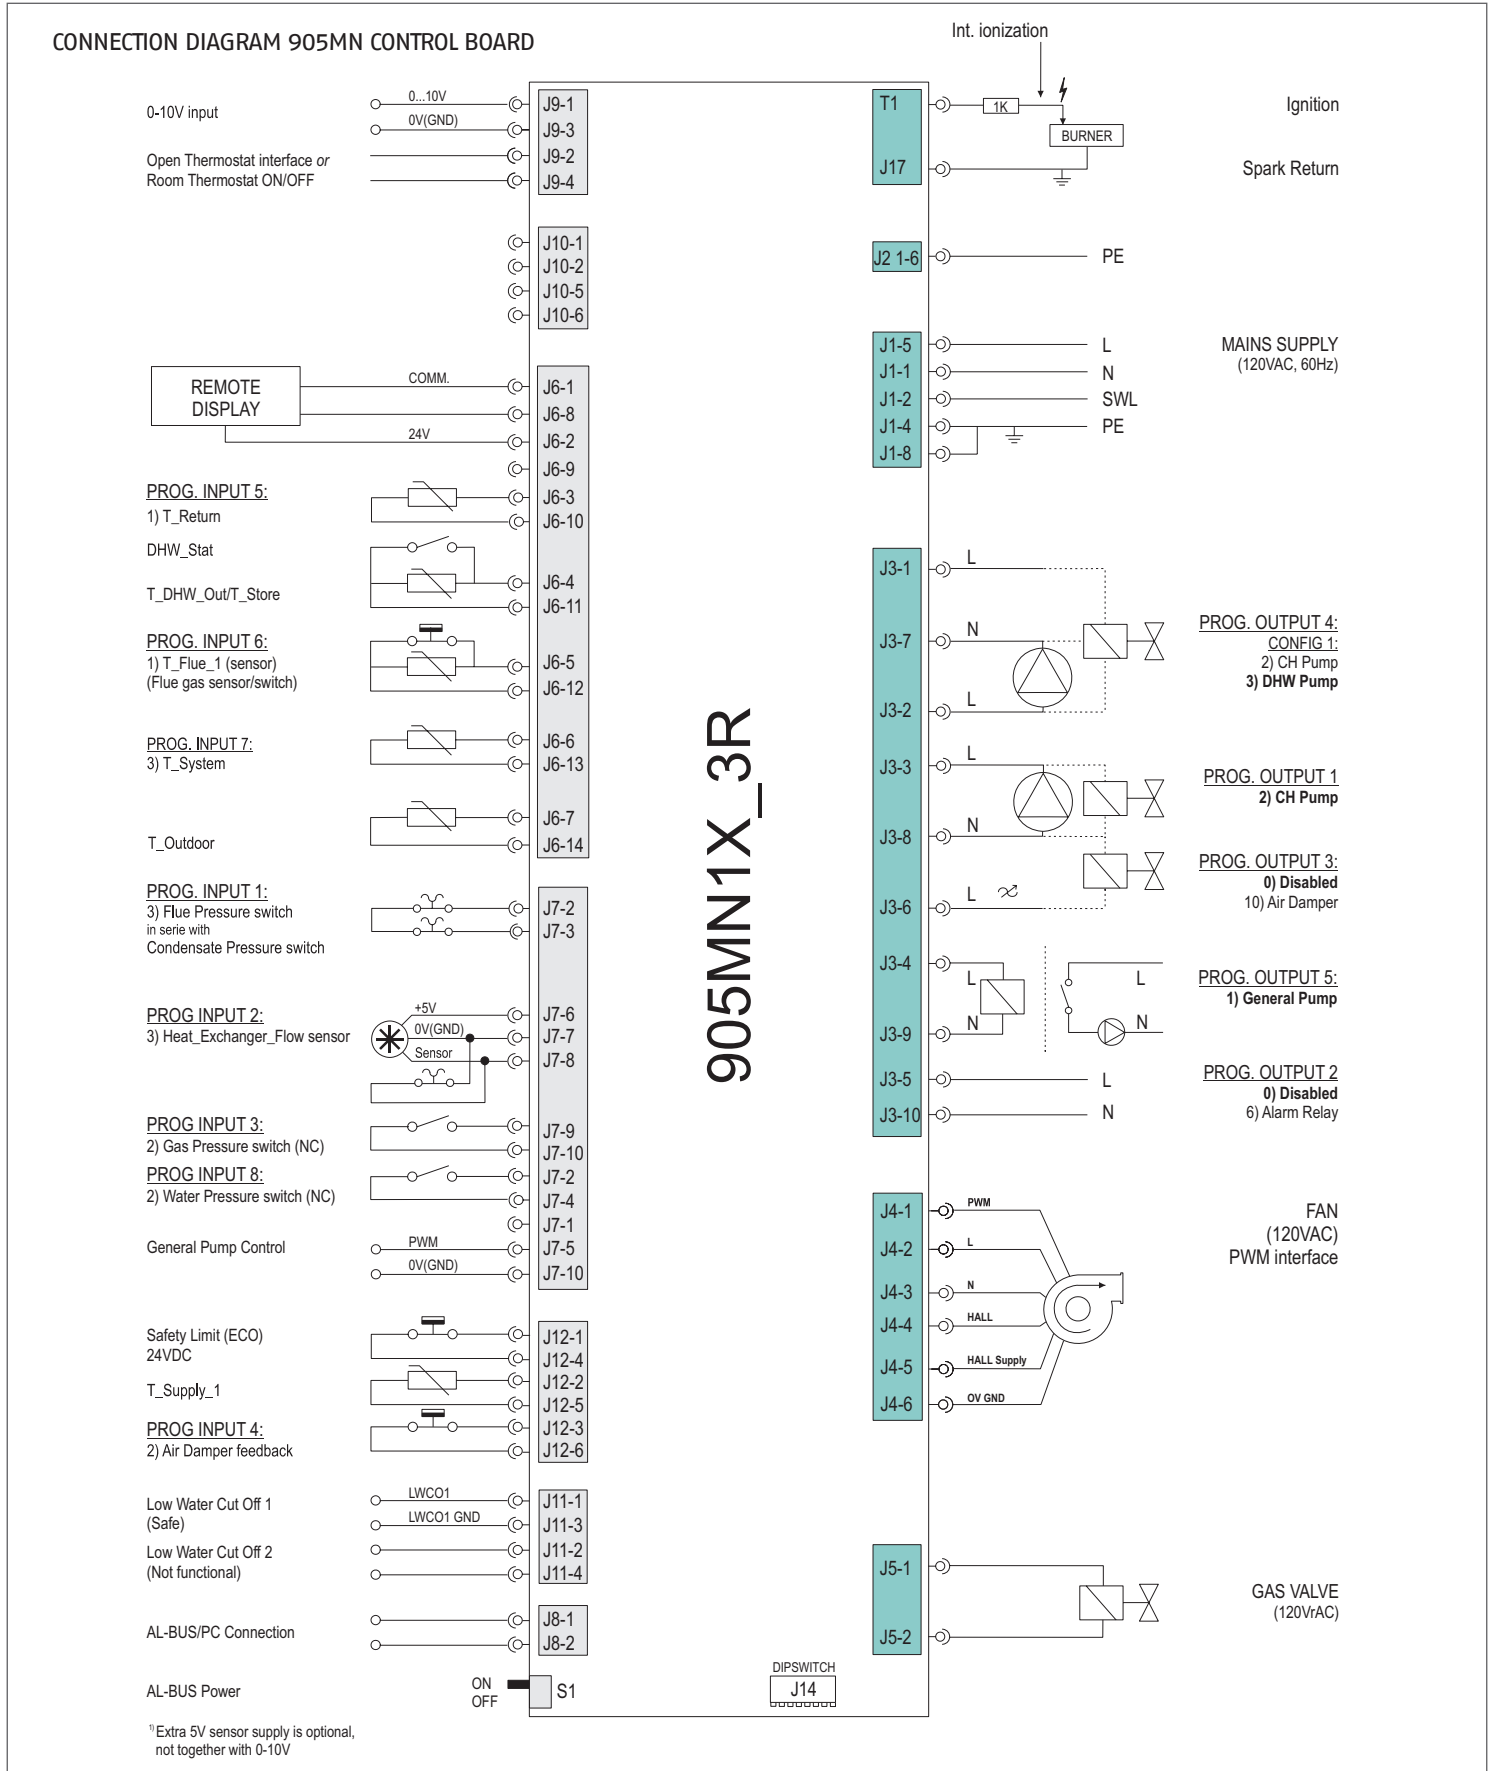 CONNECTION DIAGRAM 905MN CONTROL BOARD
Int. ionization
0-10V input
0...10V
J9-1
0V(GND)
J9-3
Open Thermostat interface or
J9-2
Room Thermostat ON/OFF
J9-4
J10-1
J10-2
J10-5
J10-6
REMOTE
DISPLAY
COMM.
J6-1
J6-8
24V
J6-2
J6-9
PROG. INPUT 5:
1) T_Return
J6-3
J6-10
DHW_Stat
T_DHW_Out/T_Store
J6-4
J6-11
PROG. INPUT 6:
1) T_Flue_1 (sensor)
(Flue gas sensor/switch)
J6-5
J6-12
PROG. INPUT 7:
3) T_System
J6-6
J6-13
T_Outdoor
J6-7
J6-14
PROG. INPUT 1:
3) Flue Pressure switch
in serie with
Condensate Pressure switch
J7-2
J7-3
PROG INPUT 2:
3) Heat_Exchanger_Flow sensor
+5V
J7-6
0V(GND)
J7-7
Sensor
J7-8
PROG INPUT 3:
2) Gas Pressure switch (NC)
J7-9
J7-10
PROG INPUT 8:
2) Water Pressure switch (NC)
J7-2
J7-4
J7-1
General Pump Control
PWM
J7-5
0V(GND)
J7-10
Safety Limit (ECO)
24VDC
J12-1
J12-4
T_Supply_1
J12-2
J12-5
PROG INPUT 4:
2) Air Damper feedback
J12-3
J12-6
Low Water Cut Off 1
(Safe)
LWCO1
J11-1
LWCO1 GND
J11-3
Low Water Cut Off 2
(Not functional)
J11-2
J11-4
AL-BUS/PC Connection
J8-1
J8-2
AL-BUS Power
ON
OFF
S1
1) Extra 5V sensor supply is optional,
not together with 0-10V
905MN1X_3R
DIPSWITCH
J14
T1
1K
BURNER
Ignition
J17
Spark Return
J2 1-6
PE
J1-5
L
MAINS SUPPLY
(120VAC, 60Hz)
J1-1
N
J1-2
SWL
J1-4
PE
J1-8
J3-1
L
J3-7
N
J3-2
L
PROG. OUTPUT 4:
CONFIG 1:
2) CH Pump
3) DHW Pump
J3-3
L
J3-8
N
PROG. OUTPUT 1
2) CH Pump
J3-6
L
PROG. OUTPUT 3:
0) Disabled
10) Air Damper
J3-4
L
J3-9
N
L
N
PROG. OUTPUT 5:
1) General Pump
J3-5
L
J3-10
N
PROG. OUTPUT 2
0) Disabled
6) Alarm Relay
J4-1
PWM
J4-2
L
J4-3
N
J4-4
HALL
J4-5
HALL Supply
J4-6
OV GND
FAN
(120VAC)
PWM interface
J5-1
J5-2
GAS VALVE
(120VrAC)